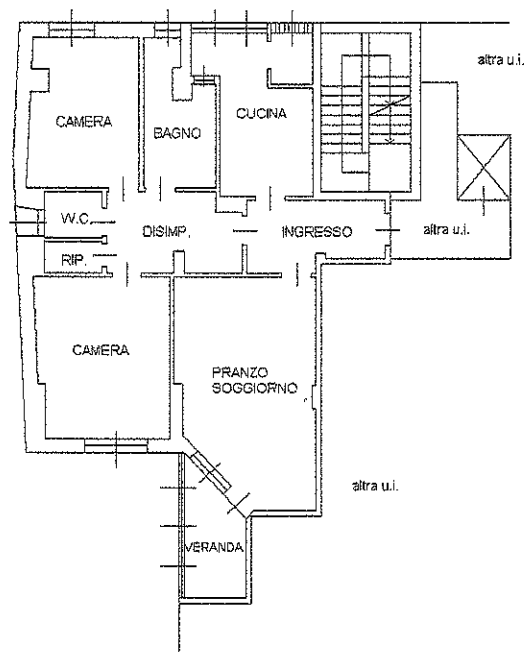 altra u.i.
CAMERA
BAGNO
CUCINA
W.C.
DISIMP.
INGRESSO
altra u.i.
RIP.
CAMERA
PRANZO
SOGGIORNO
altra u.i.
VERANDA